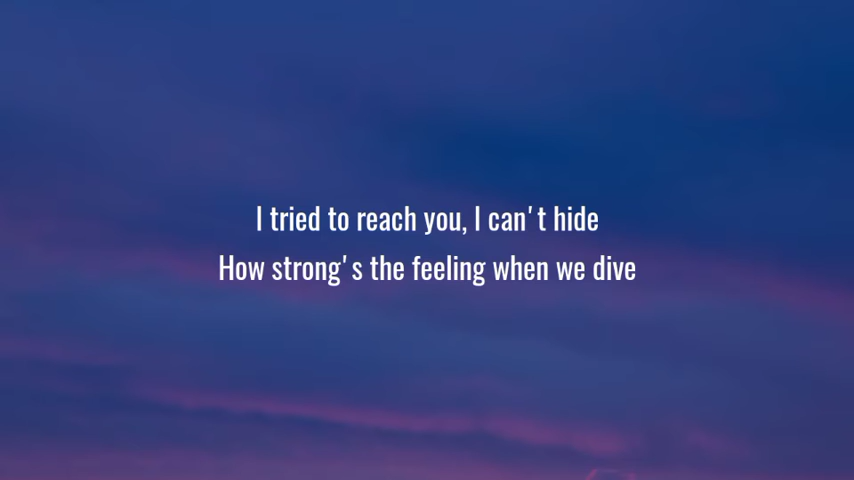 I tried to reach you, I can't hide
How strong's the feeling when we dive